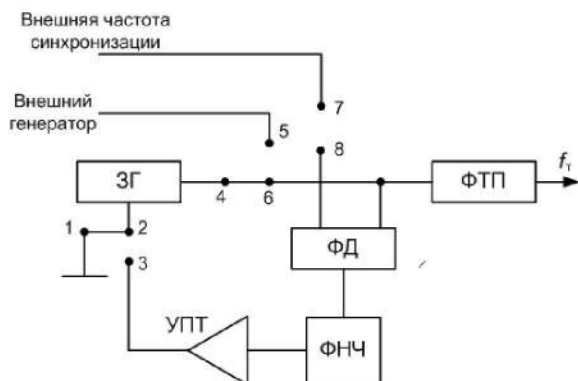 Внешняя частота
синхронизации
Внешний
генератор
7
5
8
ЗГ
4
6
ФТП
fт
1
2
3
ФД
УПТ
ФНЧ